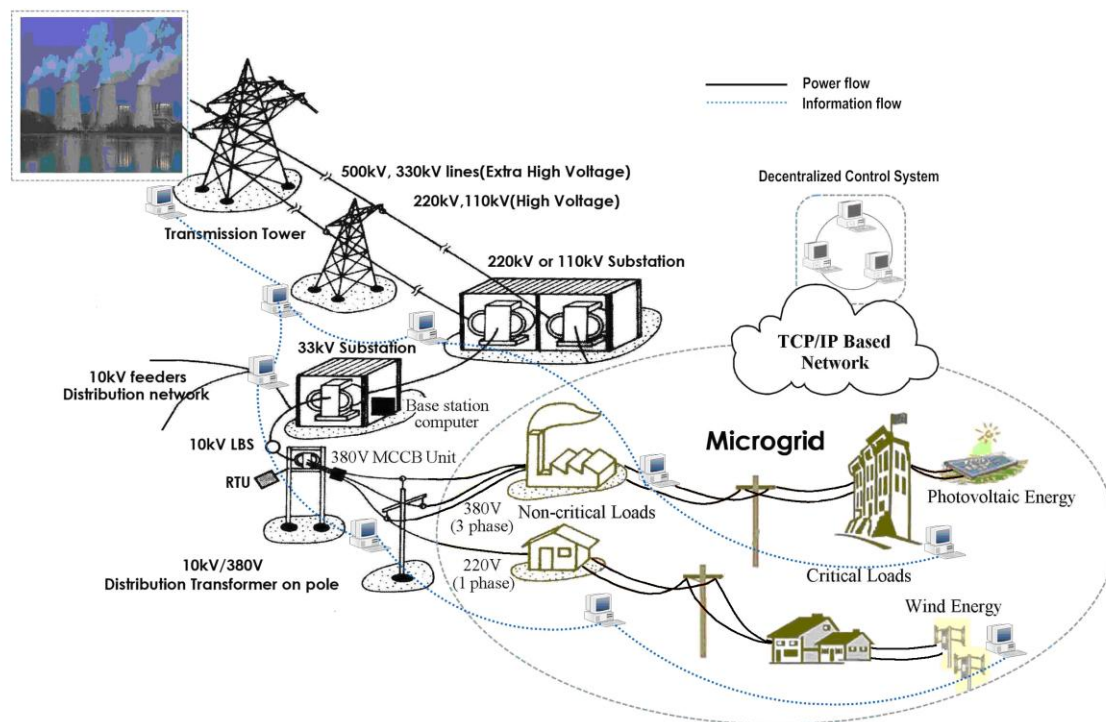 Power flow
Information flow
500kV, 330kV lines(Extra High Voltage)
220kV,110kV(High Voltage)
Decentralized Control System
Transmission Tower
220kV or 110kV Substation
TCP/IP Based
Network
33kV Substation
10kV feeders
Distribution network
Base station
computer
10kV LBS
380V MCCB Unit
RTU
Microgrid
380V
(3 phase)
Non-critical Loads
Photovoltaic Energy
220V
(1 phase)
10kV/380V
Distribution Transformer on pole
Critical Loads
Wind Energy